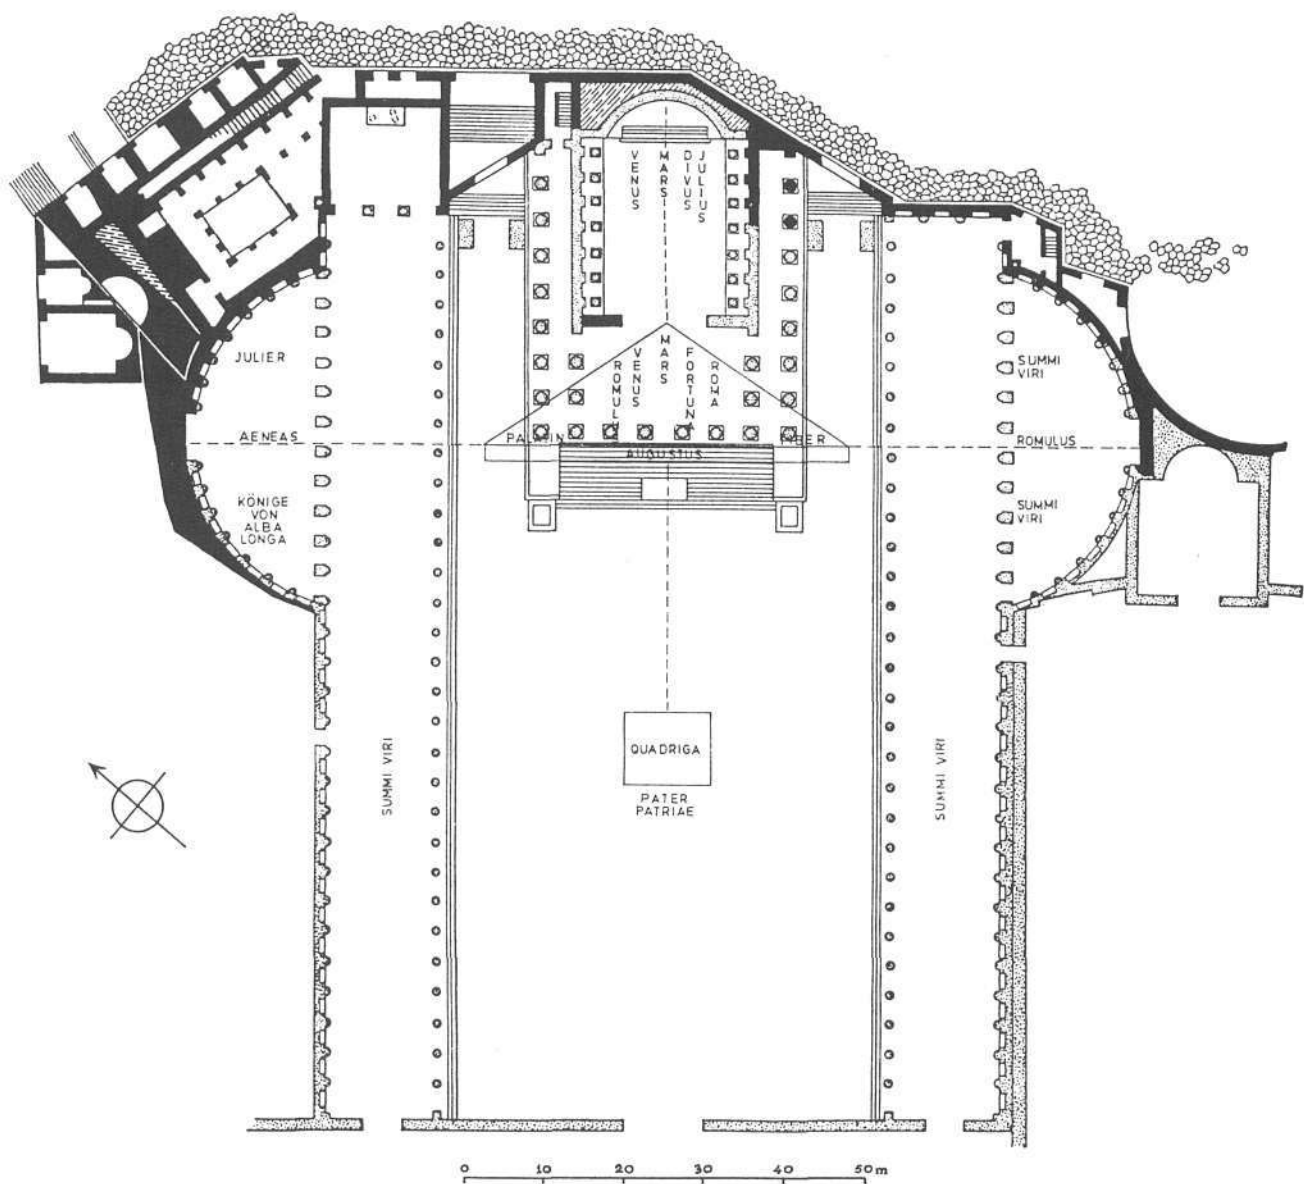 VENUS
MARS
DIVUS
JULIUS
ROMULUS
VENUS
MARS
FORTUNA
ROMA
PALATIN
TIBER
AUGUSTUS
JULIER
AENEAS
KÖNIGE
VON
ALBA
LONGA
SUMMI
VIRI
ROMULUS
SUMMI
VIRI
SUMMI VIRI
QUADRIGA
PATER
PATRIAE
SUMMI VIRI
0 10 20 30 40 50m